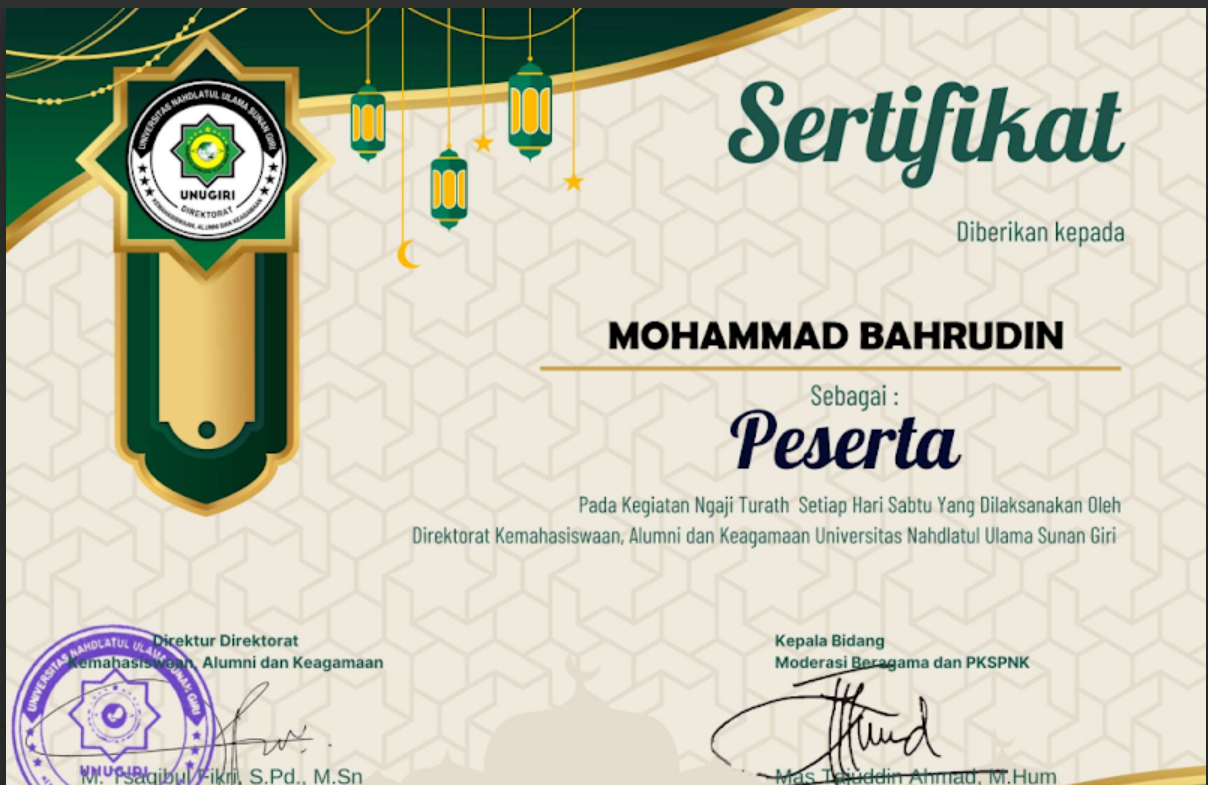 UNIVERSITAS NAHDLATUL ULAMA SUNAN GIRI
UNUGIRI
DIREKTORAT
KEMAHASISWAAN, ALUMNI DAN KEAGAMAAN
Sertifikat
Diberikan kepada
MOHAMMAD BAHRUDIN
Sebagai :
Peserta
Pada Kegiatan Ngaji Turath Setiap Hari Sabtu Yang Dilaksanakan Oleh
Direktorat Kemahasiswaan, Alumni dan Keagamaan Universitas Nahdlatul Ulama Sunan Giri
Direktur Direktorat
Kemahasiswaan, Alumni dan Keagamaan
UNIVERSITAS NAHDLATUL ULAMA SUNAN GIRI
UNUGIRI
M. Tsaqibul Fikri, S.Pd., M.Sn
Kepala Bidang
Moderasi Beragama dan PKSPNK
Mas Tajuddin Ahmad, M.Hum